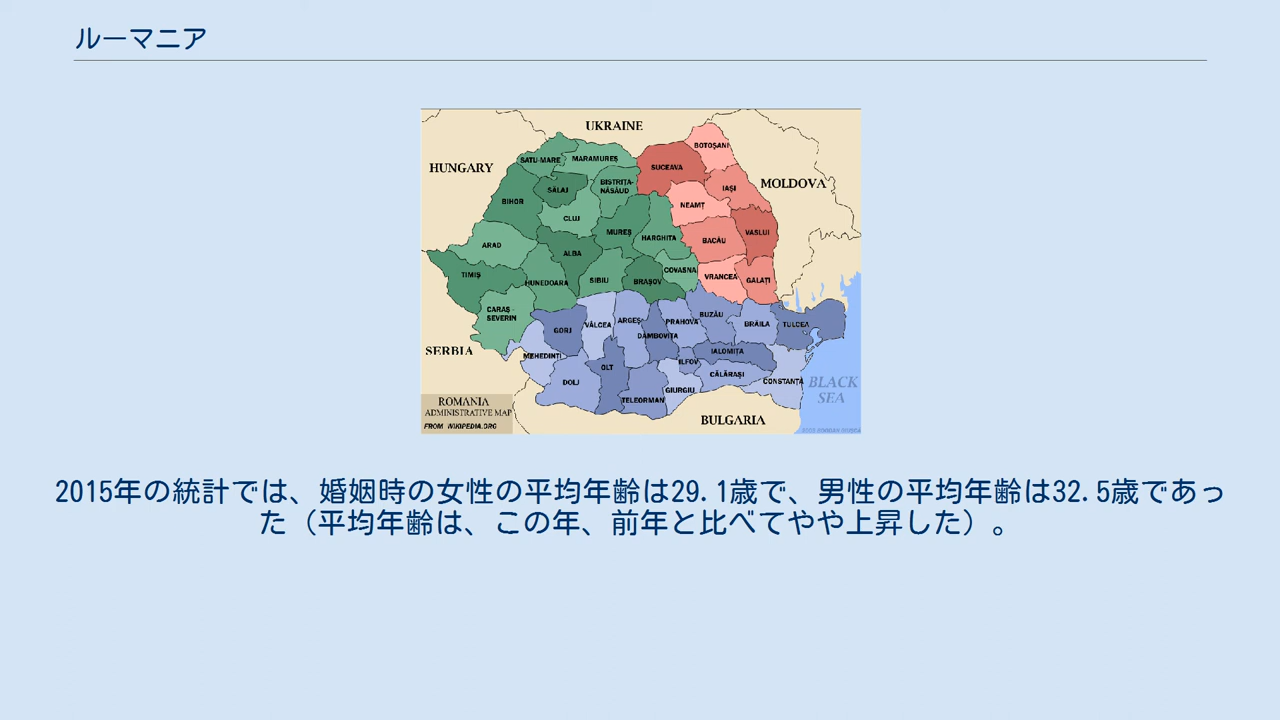 ルーマニア
UKRAINE
HUNGARY
MOLDOVA
SERBIA
BULGARIA
BLACK
SEA
BOTOȘANI
SUCEAVA
SATU-MARE
MARAMUREȘ
BISTRIȚA-
NĂSĂUD
SĂLAJ
IAȘI
BIHOR
NEAMȚ
CLUJ
MUREȘ
HARGHITA
BACĂU
VASLUI
ARAD
ALBA
TIMIȘ
HUNEDOARA
SIBIU
BRAȘOV
COVASNA
VRANCEA
GALAȚI
CARAȘ -
SEVERIN
GORJ
VÂLCEA
ARGEȘ
PRAHOVA
BUZĂU
BRĂILA
TULCEA
DÂMBOVIȚA
MEHEDINȚI
OLT
ILFOV
IALOMIȚA
DOLJ
CĂLĂRAȘI
CONSTANȚA
GIURGIU
TELEORMAN
ROMANIA
ADMINISTRATIVE MAP
FROM WIKIPEDIA.ORG
2015年の統計では、婚姻時の女性の平均年齢は29.1歳で、男性の平均年齢は32.5歳であっ
た（平均年齢は、この年、前年と比べてやや上昇した）。